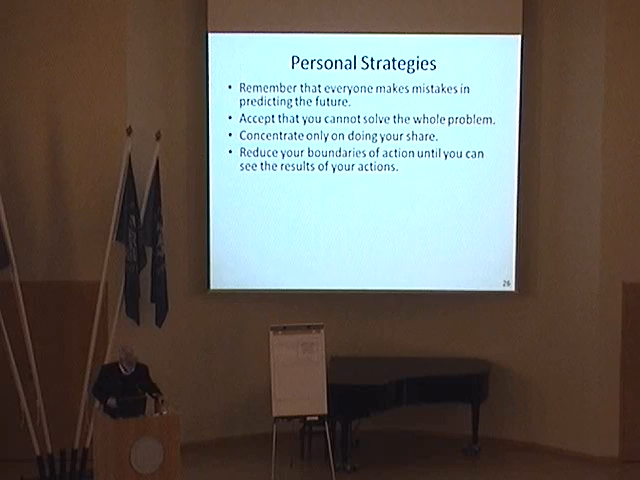 Personal Strategies
• Remember that everyone makes mistakes in
predicting the future.
• Accept that you cannot solve the whole problem.
• Concentrate only on doing your share.
• Reduce your boundaries of action until you can
see the results of your actions.
26